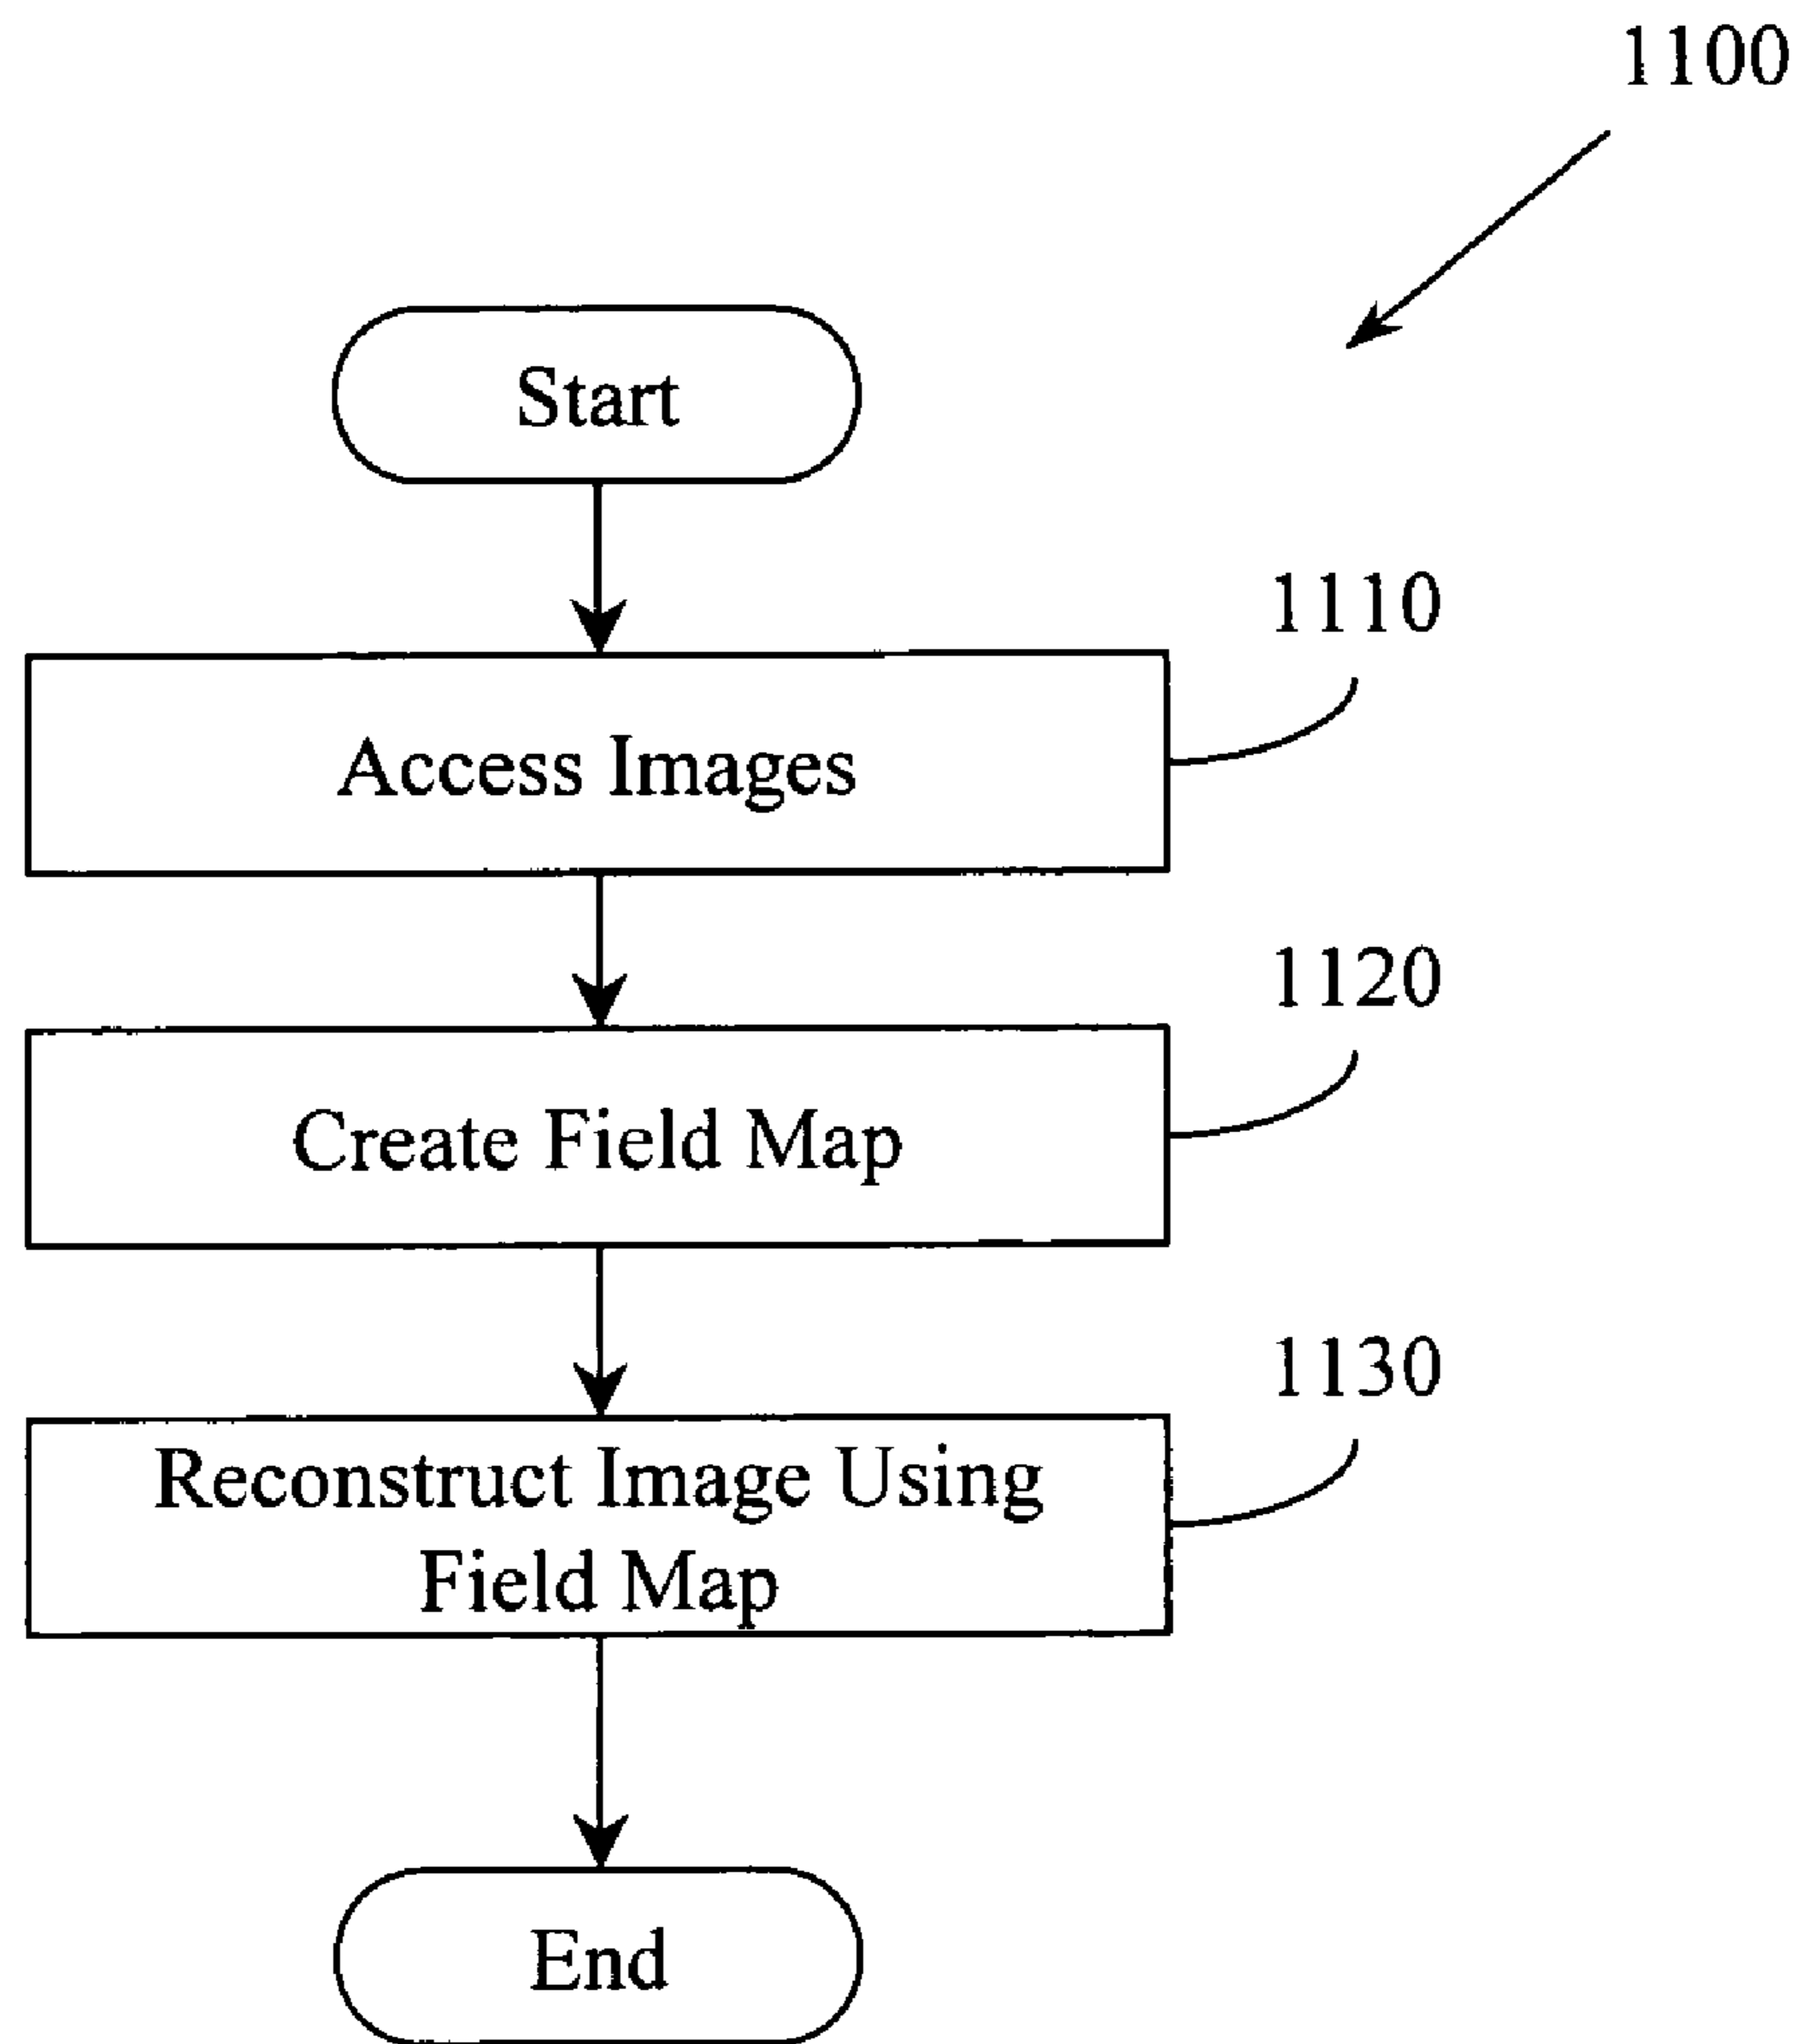 1100
Start
1110
Access Images
1120
Create Field Map
1130
Reconstruct Image Using
Field Map
End